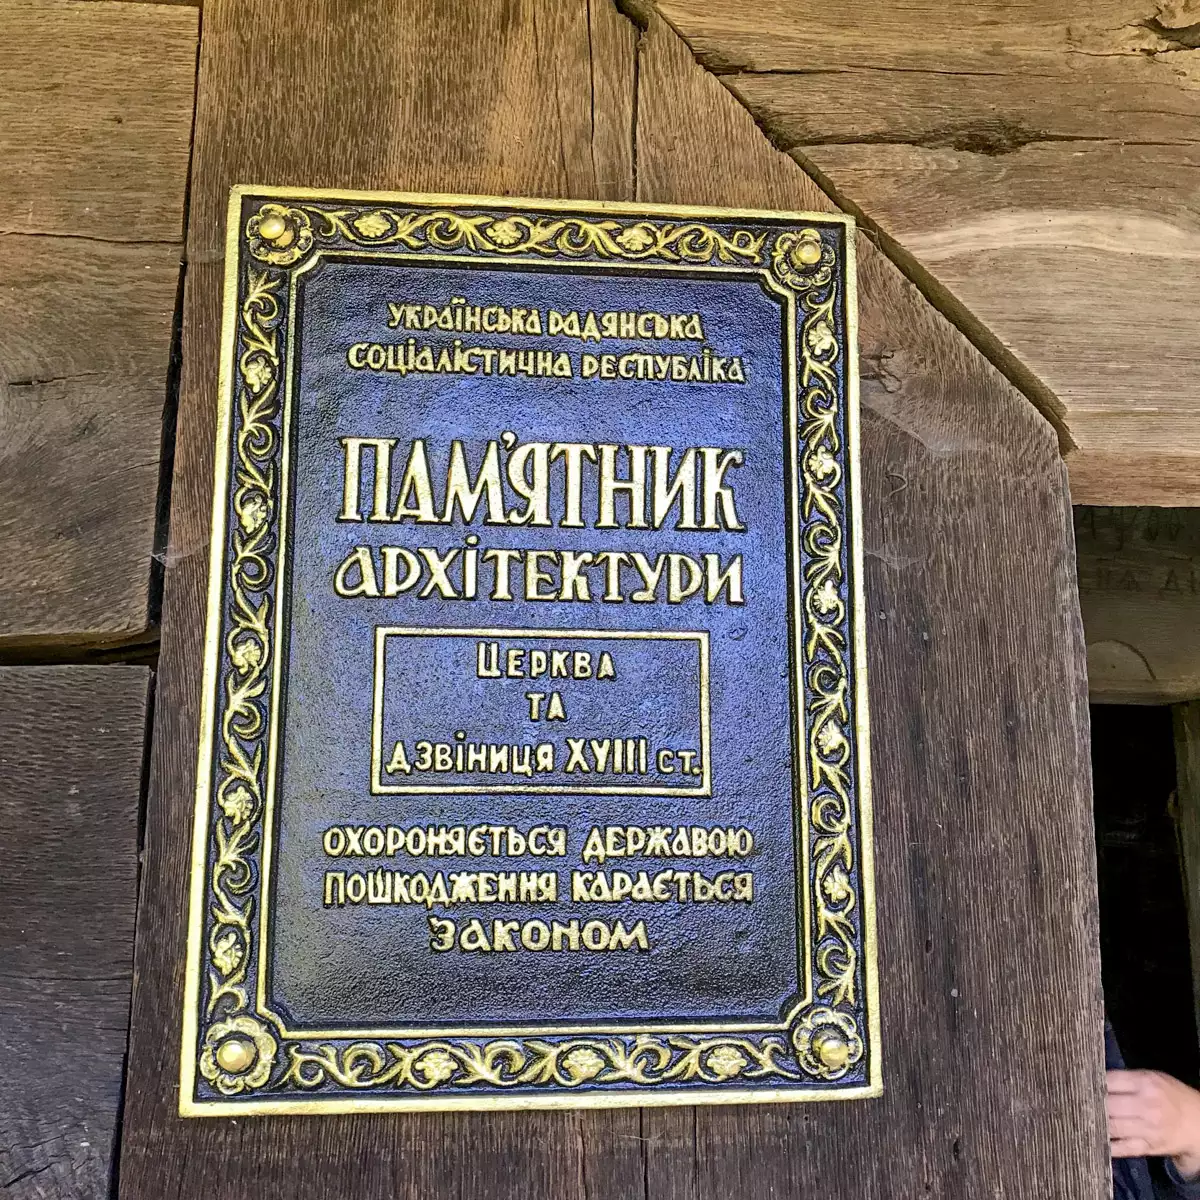 УКРАЇНСЬКА РАДЯНСЬКА
СОЦІАЛІСТИЧНА РЕСПУБЛІКА
ПАМ'ЯТНИК
АРХІТЕКТУРИ
ЦЕРКВА
ТА
ДЗВІНИЦЯ XVIII СТ.
ОХОРОНЯЄТЬСЯ ДЕРЖАВОЮ
ПОШКОДЖЕННЯ КАРАЄТЬСЯ
ЗАКОНОМ